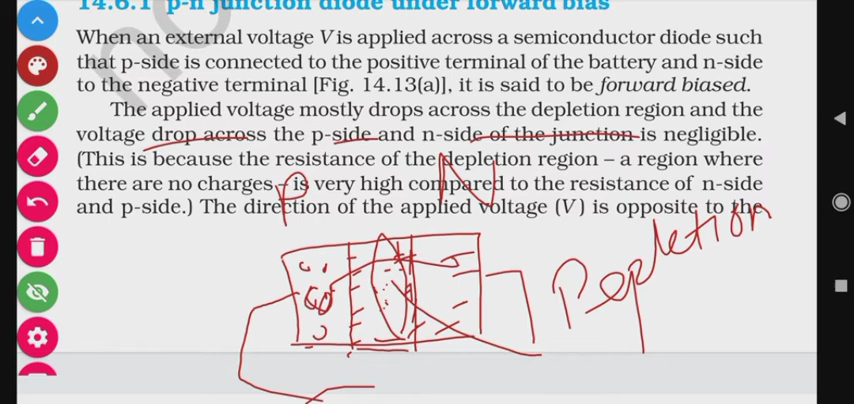 14.6.1 p-n junction diode under forward bias
When an external voltage V is applied across a semiconductor diode such
that p-side is connected to the positive terminal of the battery and n-side
to the negative terminal [Fig. 14.13(a)], it is said to be forward biased.
The applied voltage mostly drops across the depletion region and the
voltage drop across the p-side and n-side of the junction is negligible.
(This is because the resistance of the depletion region – a region where
there are no charges – is very high compared to the resistance of n-side
and p-side.) The direction of the applied voltage (V) is opposite to the
P N
Depletion